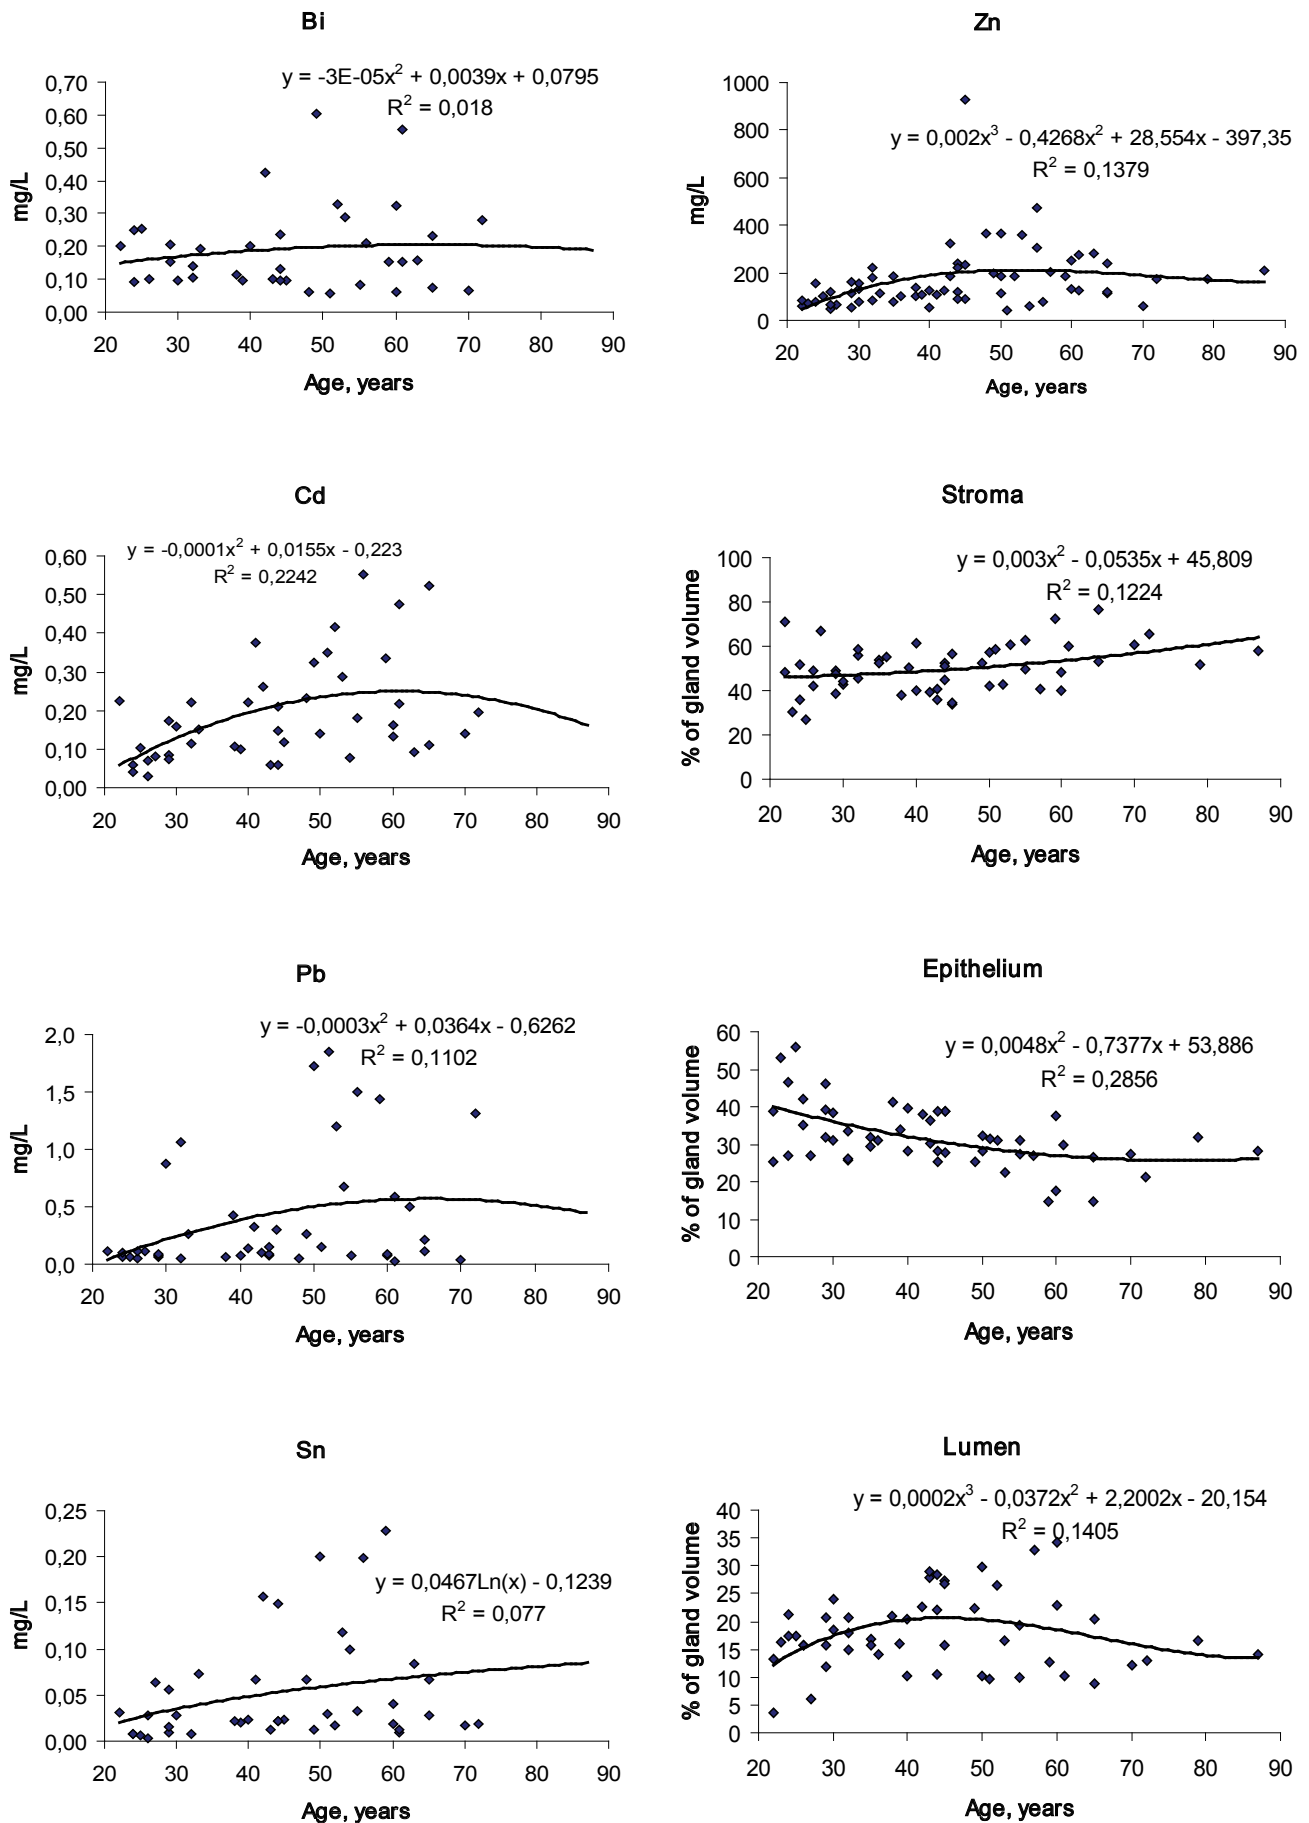 Bi
y = -3E-05x² + 0,0039x + 0,0795
R² = 0,018
mg/L
0,70
0,60
0,50
0,40
0,30
0,20
0,10
0,00
20 30 40 50 60 70 80 90
Age, years
Zn
y = 0,002x³ - 0,4268x² + 28,554x - 397,35
R² = 0,1379
mg/L
1000
800
600
400
200
0
20 30 40 50 60 70 80 90
Age, years
Cd
y = -0,0001x² + 0,0155x - 0,223
R² = 0,2242
mg/L
0,60
0,50
0,40
0,30
0,20
0,10
0,00
20 30 40 50 60 70 80 90
Age, years
Stroma
y = 0,003x² - 0,0535x + 45,809
R² = 0,1224
% of gland volume
100
80
60
40
20
0
20 30 40 50 60 70 80 90
Age, years
Pb
y = -0,0003x² + 0,0364x - 0,6262
R² = 0,1102
mg/L
2,0
1,5
1,0
0,5
0,0
20 30 40 50 60 70 80 90
Age, years
Epithelium
y = 0,0048x² - 0,7377x + 53,886
R² = 0,2856
% of gland volume
60
50
40
30
20
10
0
20 30 40 50 60 70 80 90
Age, years
Sn
y = 0,0467Ln(x) - 0,1239
R² = 0,077
mg/L
0,25
0,20
0,15
0,10
0,05
0,00
20 30 40 50 60 70 80 90
Age, years
Lumen
y = 0,0002x³ - 0,0372x² + 2,2002x - 20,154
R² = 0,1405
% of gland volume
40
35
30
25
20
15
10
5
0
20 30 40 50 60 70 80 90
Age, years